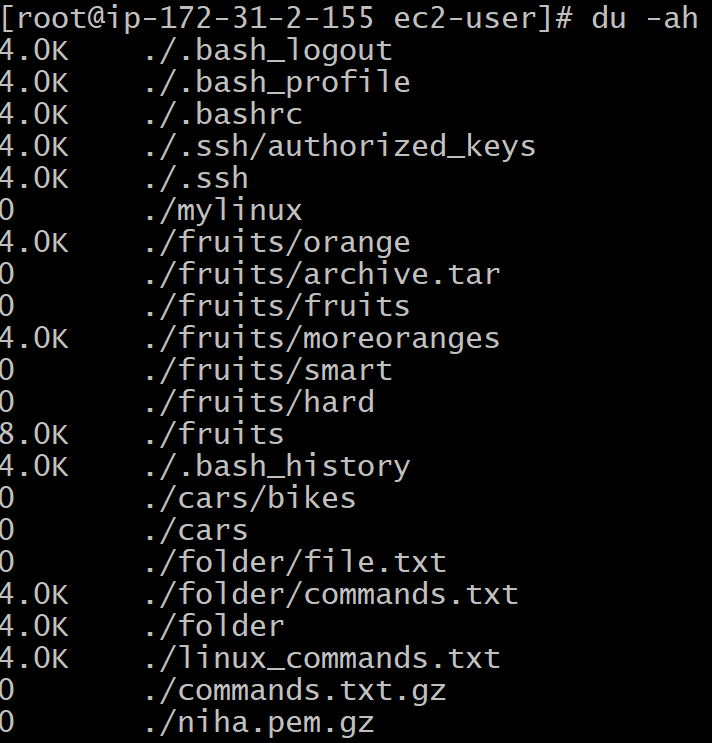 [root@ip-172-31-2-155 ec2-user]# du -ah
4.0K ./.bash_logout
4.0K ./.bash_profile
4.0K ./.bashrc
4.0K ./.ssh/authorized_keys
4.0K ./.ssh
0 ./mylinux
4.0K ./fruits/orange
0 ./fruits/archive.tar
0 ./fruits/fruits
4.0K ./fruits/moreoranges
0 ./fruits/smart
0 ./fruits/hard
8.0K ./fruits
4.0K ./.bash_history
0 ./cars/bikes
0 ./cars
0 ./folder/file.txt
4.0K ./folder/commands.txt
4.0K ./folder
4.0K ./linux_commands.txt
0 ./commands.txt.gz
0 ./niha.pem.gz